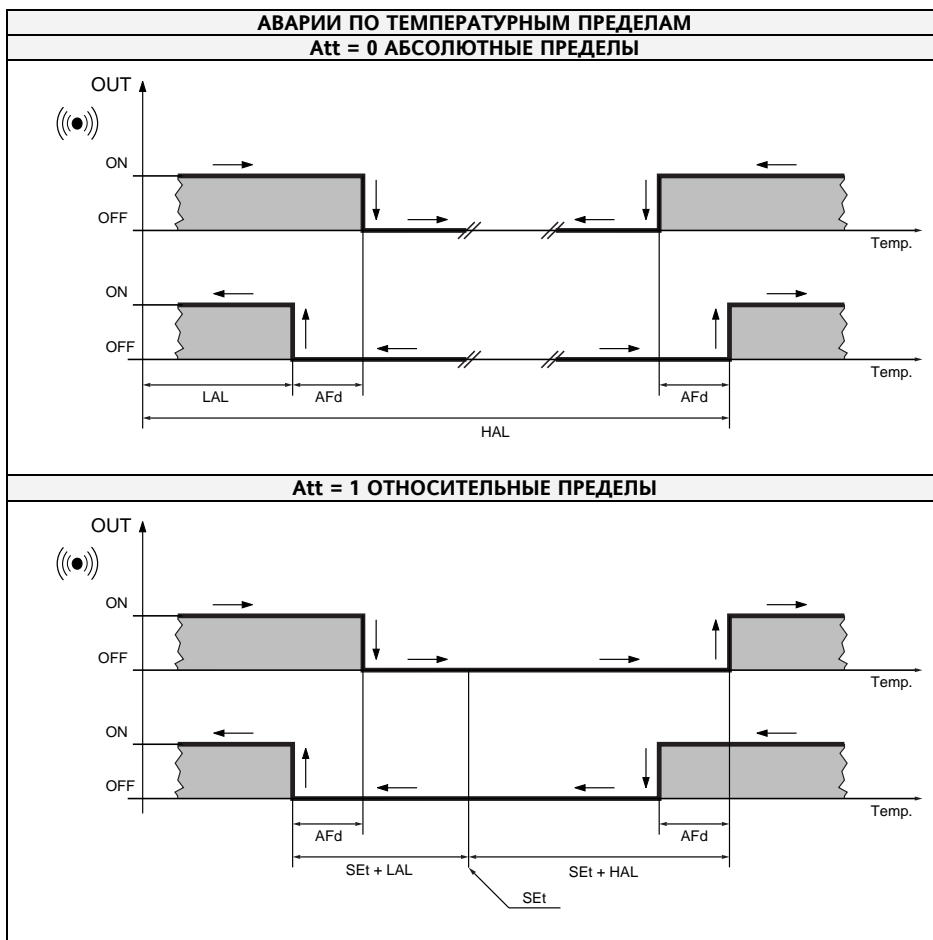 АВАРИИ ПО ТЕМПЕРАТУРНЫМ ПРЕДЕЛАМ
Att = 0 АБСОЛЮТНЫЕ ПРЕДЕЛЫ
OUT
ON
OFF
Temp.
ON
OFF
Temp.
LAL AFd AFd
HAL
Att = 1 ОТНОСИТЕЛЬНЫЕ ПРЕДЕЛЫ
OUT
ON
OFF
Temp.
ON
OFF
Temp.
AFd AFd
SEt + LAL SEt + HAL
SEt